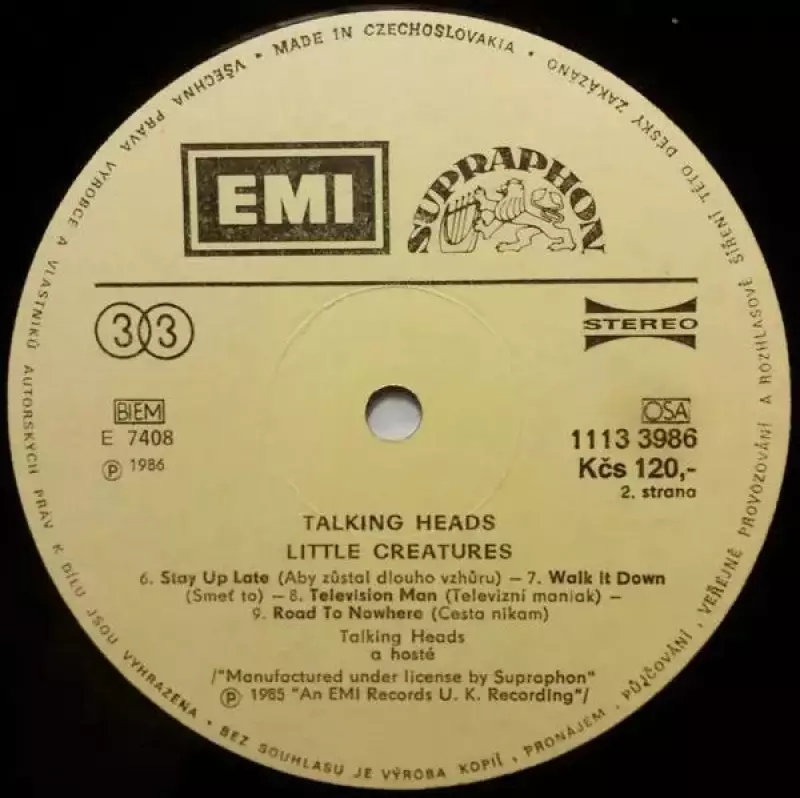 • MADE IN CZECHOSLOVAKIA •
VŠECHNA PRÁVA VÝROBCE A VLASTNÍKŮ AUTORSKÝCH PRÁV K DÍLU JSOU VYHRAZENA • BEZ SOUHLASU JE VÝROBA KOPIÍ, PRONÁJEM, PŮJČOVÁNÍ, VEŘEJNÉ PROVOZOVÁNÍ A ROZHLASOVÉ ŠÍŘENÍ TÉTO DESKY ZAKÁZÁNO
EMI SUPRAPHON
33 STEREO
BIEM OSA
E 7408 1113 3986
Ⓟ 1986 Kčs 120,-
2. strana
TALKING HEADS
LITTLE CREATURES
6. Stay Up Late (Aby zůstal dlouho vzhůru) – 7. Walk It Down
(Smeť to) – 8. Television Man (Televizní maniak) –
9. Road To Nowhere (Cesta nikam)
Talking Heads
a hosté
/"Manufactured under license by Supraphon"
Ⓟ 1985 "An EMI Records U. K. Recording"/